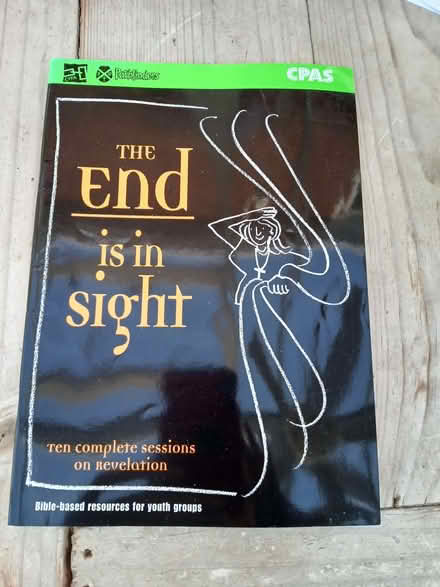 Pathfinders
CPAS
THE
End
is in
sight
Ten complete sessions
on Revelation
Bible-based resources for youth groups